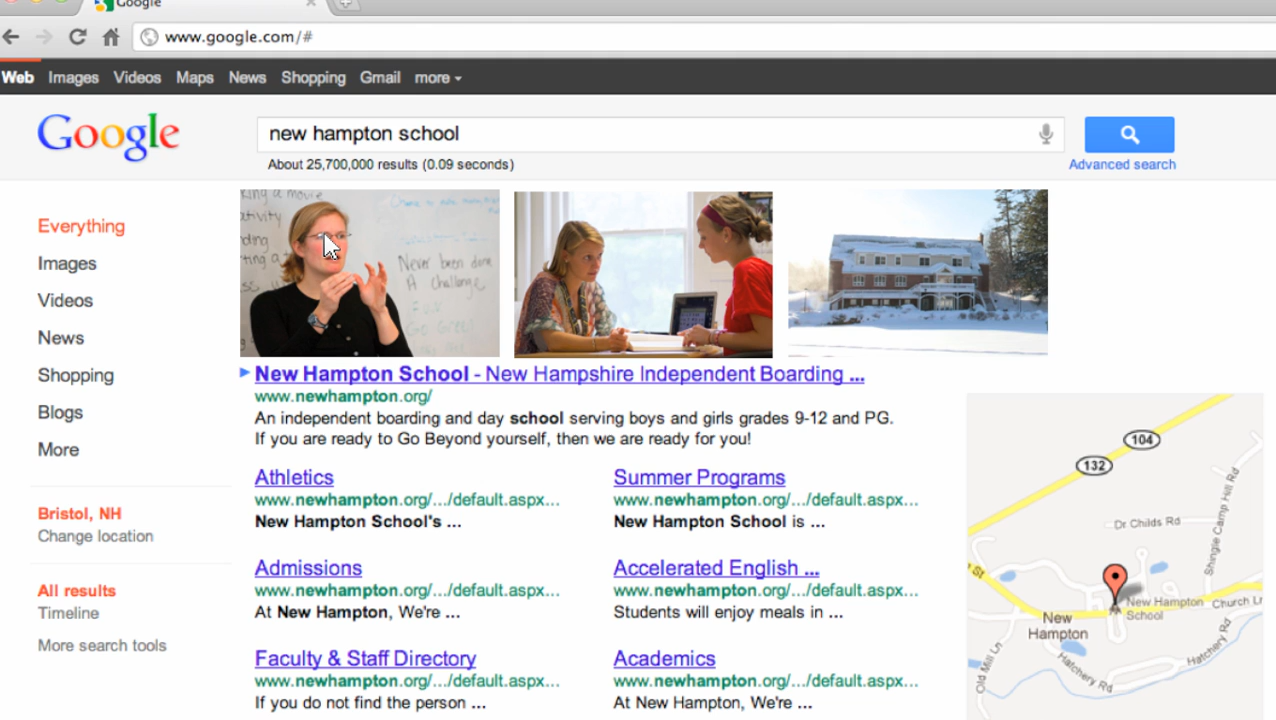 Google
www.google.com/#
Web Images Videos Maps News Shopping Gmail more
Google
new hampton school
About 25,700,000 results (0.09 seconds)
Advanced search
Everything
Images
Videos
News
Shopping
Blogs
More
Bristol, NH
Change location
All results
Timeline
More search tools
Never been done
A challenge
New Hampton School - New Hampshire Independent Boarding ...
www.newhampton.org/
An independent boarding and day school serving boys and girls grades 9-12 and PG.
If you are ready to Go Beyond yourself, then we are ready for you!
Athletics
www.newhampton.org/.../default.aspx...
New Hampton School's ...
Summer Programs
www.newhampton.org/.../default.aspx...
New Hampton School is ...
Admissions
www.newhampton.org/.../default.aspx...
At New Hampton, We're ...
Accelerated English ...
www.newhampton.org/.../default.aspx...
Students will enjoy meals in ...
Faculty & Staff Directory
www.newhampton.org/.../default.aspx...
If you do not find the person ...
Academics
www.newhampton.org/.../default.aspx...
At New Hampton, We're ...
104
132
Dr Childs Rd
Shingle Camp Hill Rd
St
New Hampton
School
Church Ln
New
Hampton
Hatchery Rd
Hatchery Rd
Old Mill Ln